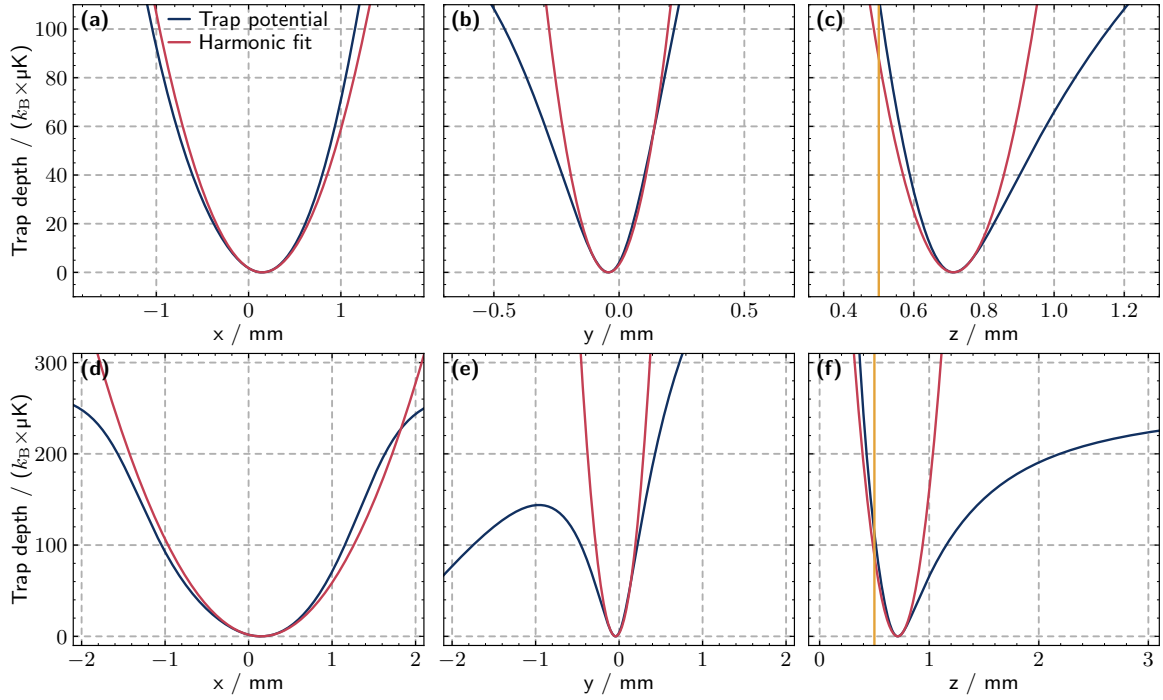 (a)
Trap potential
Harmonic fit
(b)
(c)
100
80
60
40
20
0
Trap depth / (k_B×μK)
−1 0 1
x / mm
−0.5 0.0 0.5
y / mm
0.4 0.6 0.8 1.0 1.2
z / mm
(d)
(e)
(f)
300
200
100
0
Trap depth / (k_B×μK)
−2 −1 0 1 2
x / mm
−2 −1 0 1 2
y / mm
0 1 2 3
z / mm